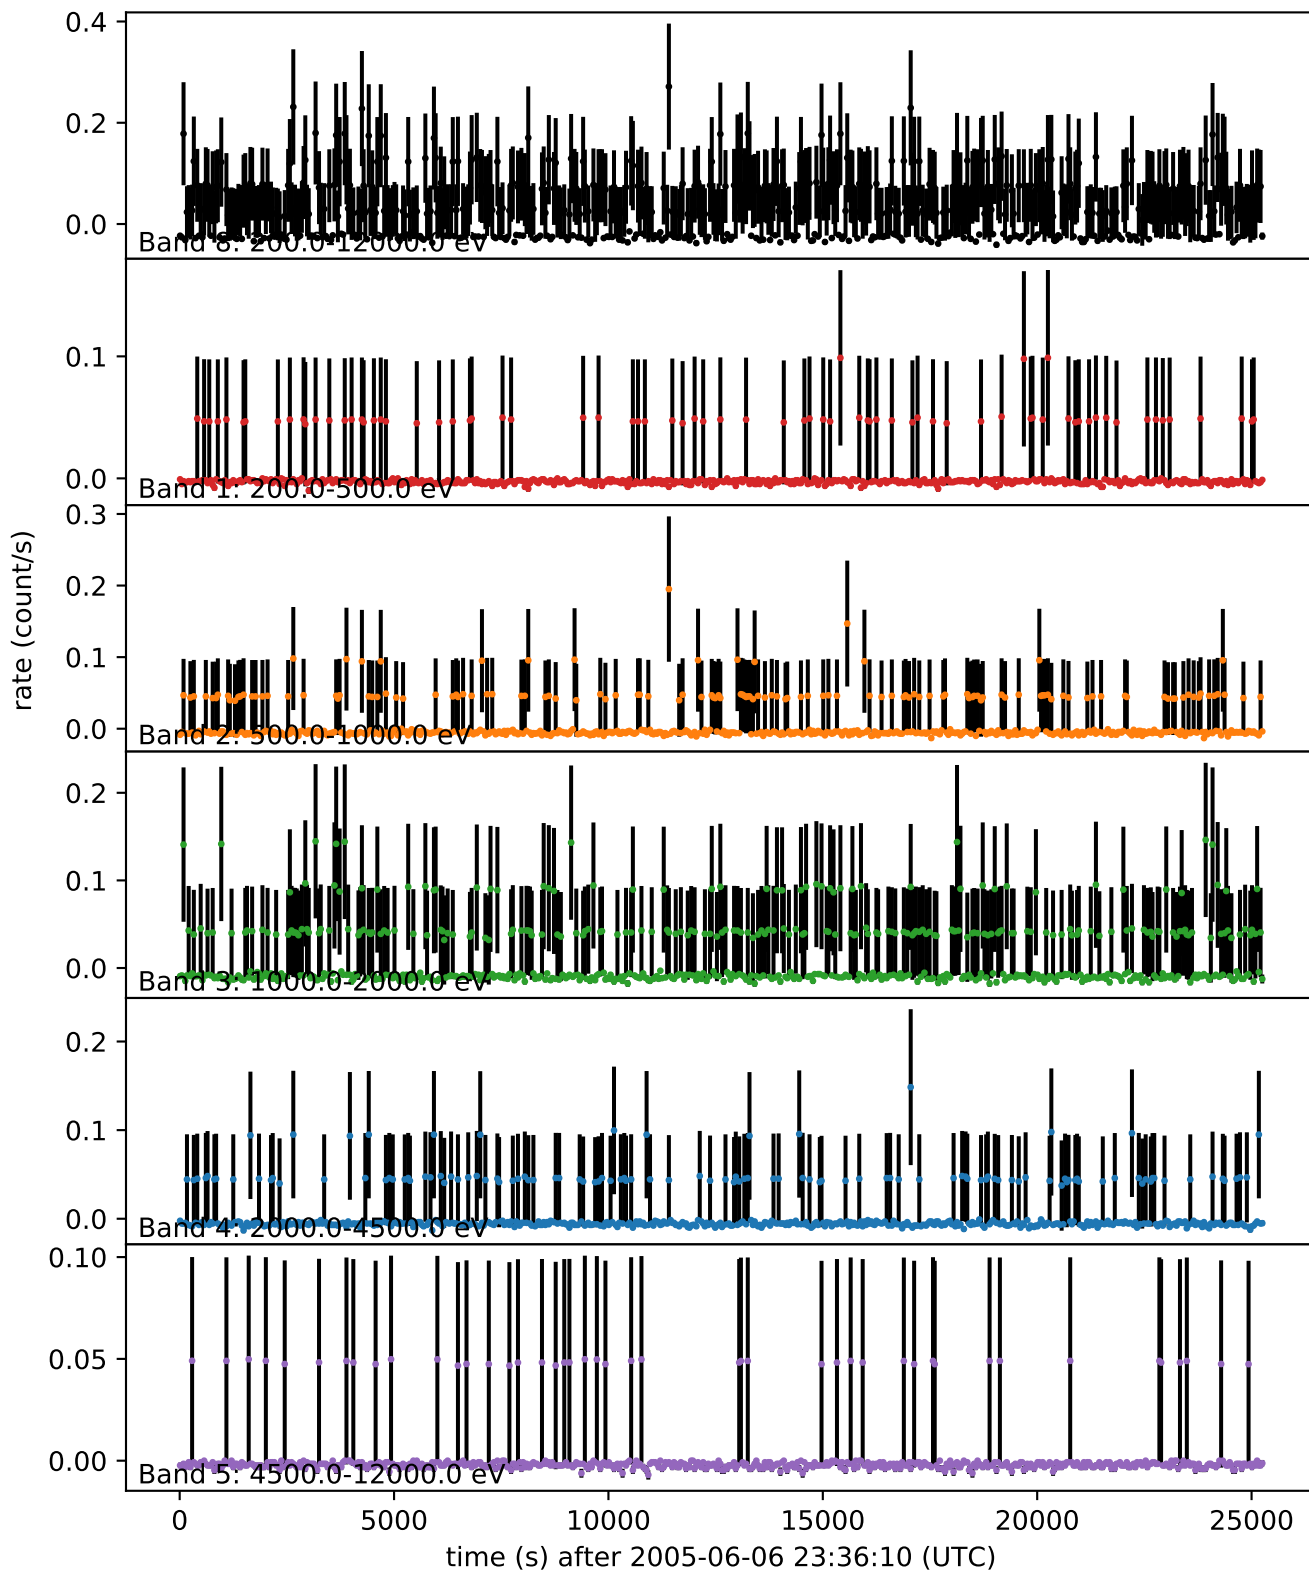 0.4
0.2
0.0
Band 8: 200.0-12000.0 eV
0.1
0.0
Band 1: 200.0-500.0 eV
0.3
0.2
0.1
0.0
Band 2: 500.0-1000.0 eV
rate (count/s)
0.2
0.1
0.0
Band 3: 1000.0-2000.0 eV
0.2
0.1
0.0
Band 4: 2000.0-4500.0 eV
0.10
0.05
0.00
Band 5: 4500.0-12000.0 eV
0 5000 10000 15000 20000 25000
time (s) after 2005-06-06 23:36:10 (UTC)